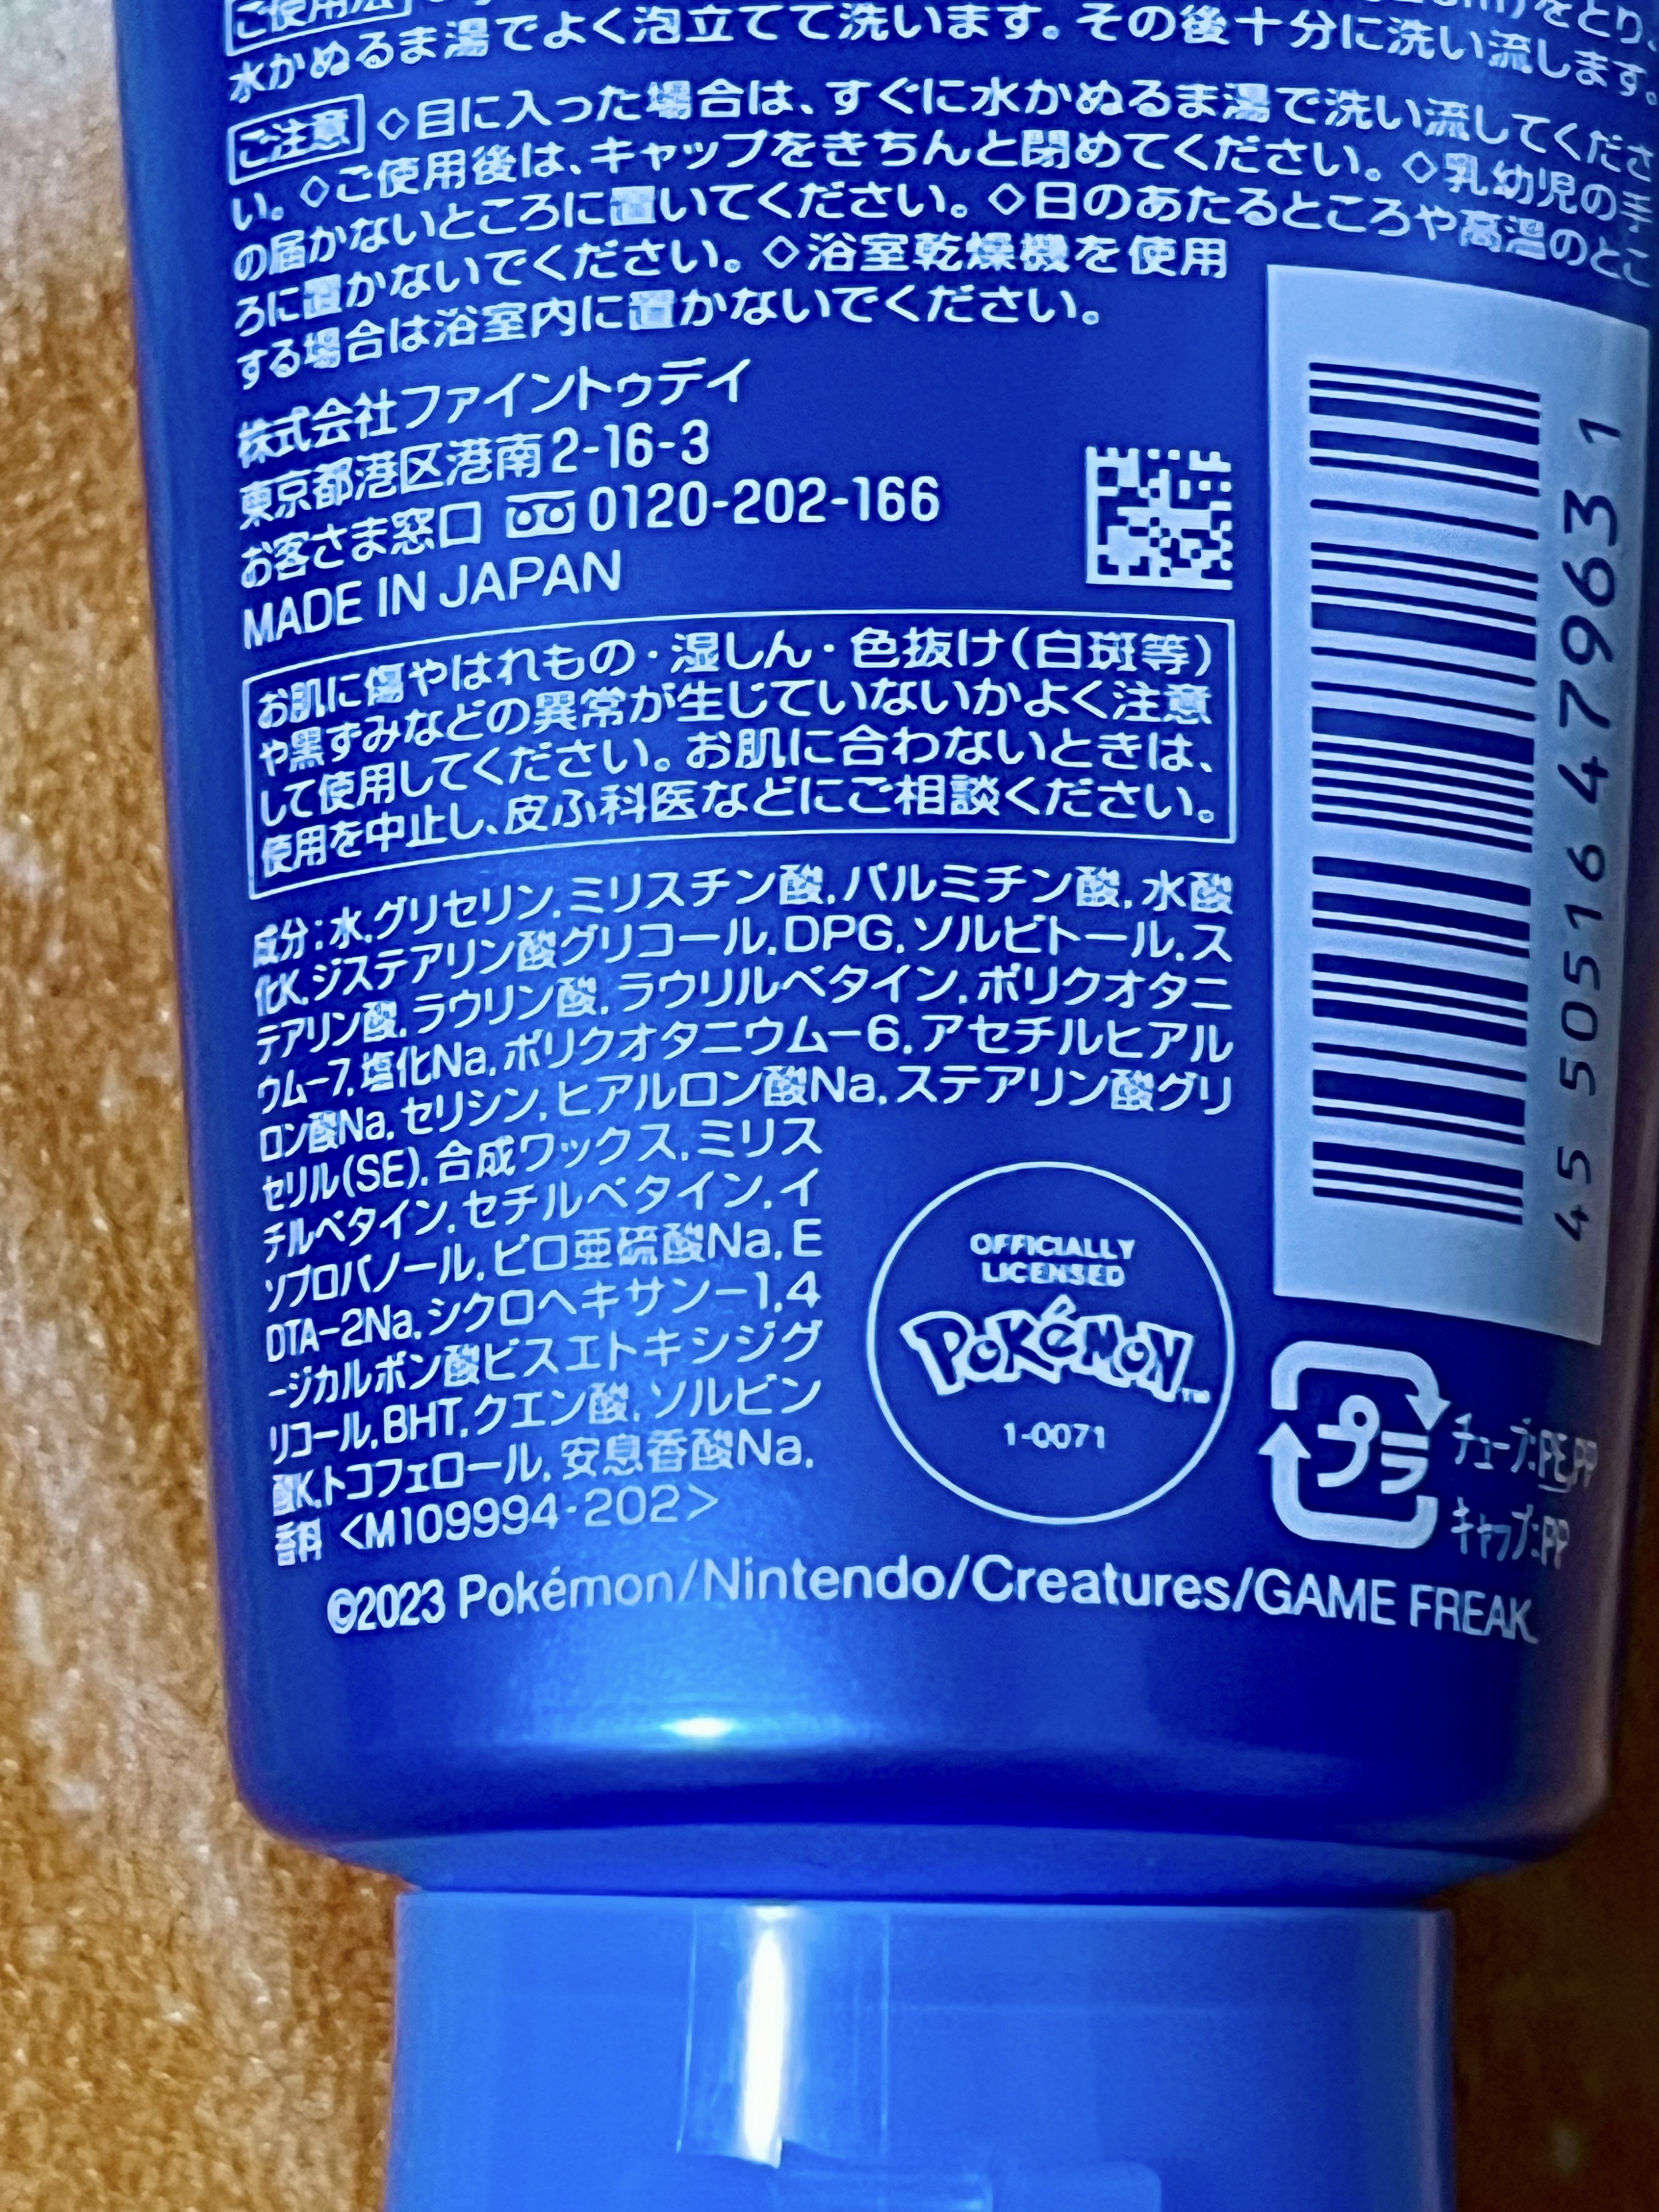 ご使用法
をとり、
水かぬるま湯でよく泡立てて洗います。その後十分に洗い流します。
ご注意 ◇目に入った場合は、すぐに水かぬるま湯で洗い流してくださ
い。◇ご使用後は、キャップをきちんと閉めてください。◇乳幼児の手
の届かないところに置いてください。◇日のあたるところや高温のとこ
ろに置かないでください。◇浴室乾燥機を使用
する場合は浴室内に置かないでください。
株式会社ファイントゥデイ
東京都港区港南2-16-3
お客さま窓口 0120-202-166
MADE IN JAPAN
お肌に傷やはれもの・湿しん・色抜け(白斑等)
や黒ずみなどの異常が生じていないかよく注意
して使用してください。お肌に合わないときは、
使用を中止し、皮ふ科医などにご相談ください。
成分:水,グリセリン,ミリスチン酸,パルミチン酸,水酸
化K,ジステアリン酸グリコール,DPG,ソルビトール,ス
テアリン酸,ラウリン酸,ラウリルベタイン,ポリクオタニ
ウム-7,塩化Na,ポリクオタニウム-6,アセチルヒアル
ロン酸Na,セリシン,ヒアルロン酸Na,ステアリン酸グリ
セリル(SE),合成ワックス,ミリス
チルベタイン,セチルベタイン,イ
ソプロパノール,ピロ亜硫酸Na,E
DTA-2Na,シクロヘキサン-1,4
-ジカルボン酸ビスエトキシジグ
リコール,BHT,クエン酸,ソルビン
酸K,トコフェロール,安息香酸Na,
香料 <M109994-202>
OFFICIALLY
LICENSED
POKéMON™
1-0071
4550516479631
プラ
チューブ:PE,PP
キャップ:PP
©2023 Pokémon/Nintendo/Creatures/GAME FREAK